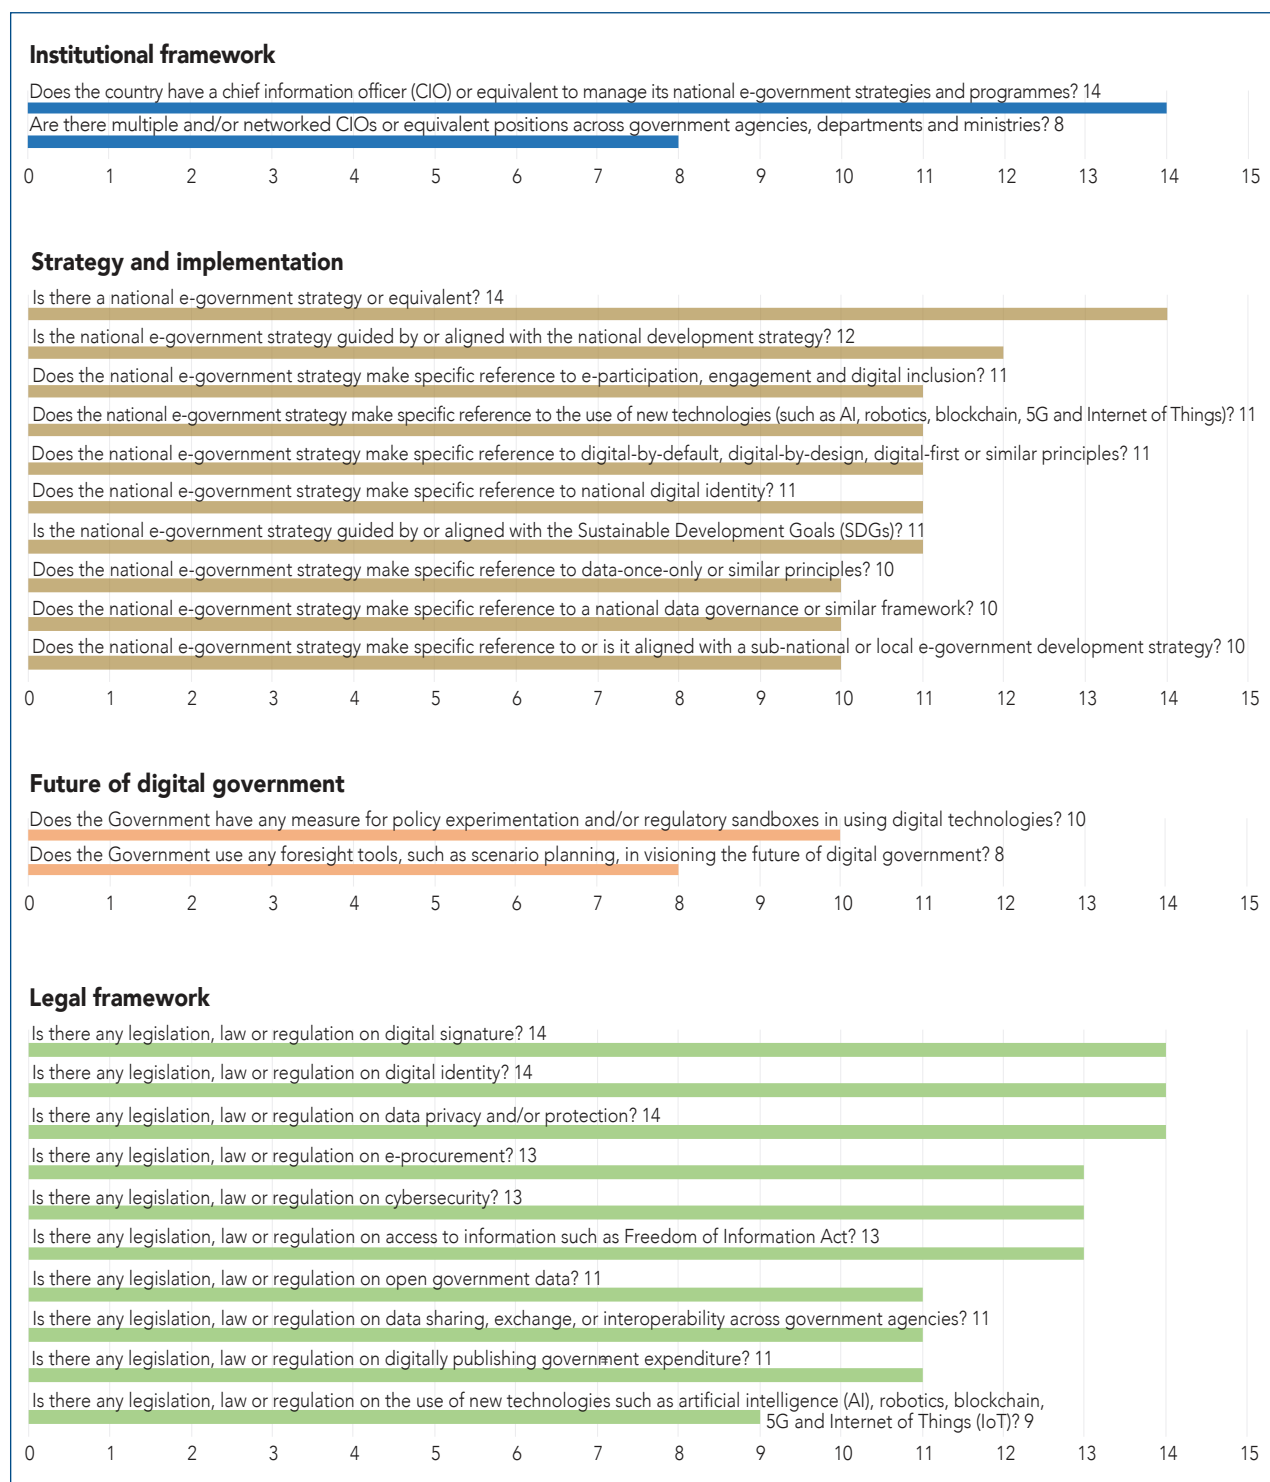 Institutional framework
Does the country have a chief information officer (CIO) or equivalent to manage its national e-government strategies and programmes? 14
Are there multiple and/or networked CIOs or equivalent positions across government agencies, departments and ministries? 8
0 1 2 3 4 5 6 7 8 9 10 11 12 13 14 15
Strategy and implementation
Is there a national e-government strategy or equivalent? 14
Is the national e-government strategy guided by or aligned with the national development strategy? 12
Does the national e-government strategy make specific reference to e-participation, engagement and digital inclusion? 11
Does the national e-government strategy make specific reference to the use of new technologies (such as AI, robotics, blockchain, 5G and Internet of Things)? 11
Does the national e-government strategy make specific reference to digital-by-default, digital-by-design, digital-first or similar principles? 11
Does the national e-government strategy make specific reference to national digital identity? 11
Is the national e-government strategy guided by or aligned with the Sustainable Development Goals (SDGs)? 11
Does the national e-government strategy make specific reference to data-once-only or similar principles? 10
Does the national e-government strategy make specific reference to a national data governance or similar framework? 10
Does the national e-government strategy make specific reference to or is it aligned with a sub-national or local e-government development strategy? 10
0 1 2 3 4 5 6 7 8 9 10 11 12 13 14 15
Future of digital government
Does the Government have any measure for policy experimentation and/or regulatory sandboxes in using digital technologies? 10
Does the Government use any foresight tools, such as scenario planning, in visioning the future of digital government? 8
0 1 2 3 4 5 6 7 8 9 10 11 12 13 14 15
Legal framework
Is there any legislation, law or regulation on digital signature? 14
Is there any legislation, law or regulation on digital identity? 14
Is there any legislation, law or regulation on data privacy and/or protection? 14
Is there any legislation, law or regulation on e-procurement? 13
Is there any legislation, law or regulation on cybersecurity? 13
Is there any legislation, law or regulation on access to information such as Freedom of Information Act? 13
Is there any legislation, law or regulation on open government data? 11
Is there any legislation, law or regulation on data sharing, exchange, or interoperability across government agencies? 11
Is there any legislation, law or regulation on digitally publishing government expenditure? 11
Is there any legislation, law or regulation on the use of new technologies such as artificial intelligence (AI), robotics, blockchain,
5G and Internet of Things (IoT)? 9
0 1 2 3 4 5 6 7 8 9 10 11 12 13 14 15